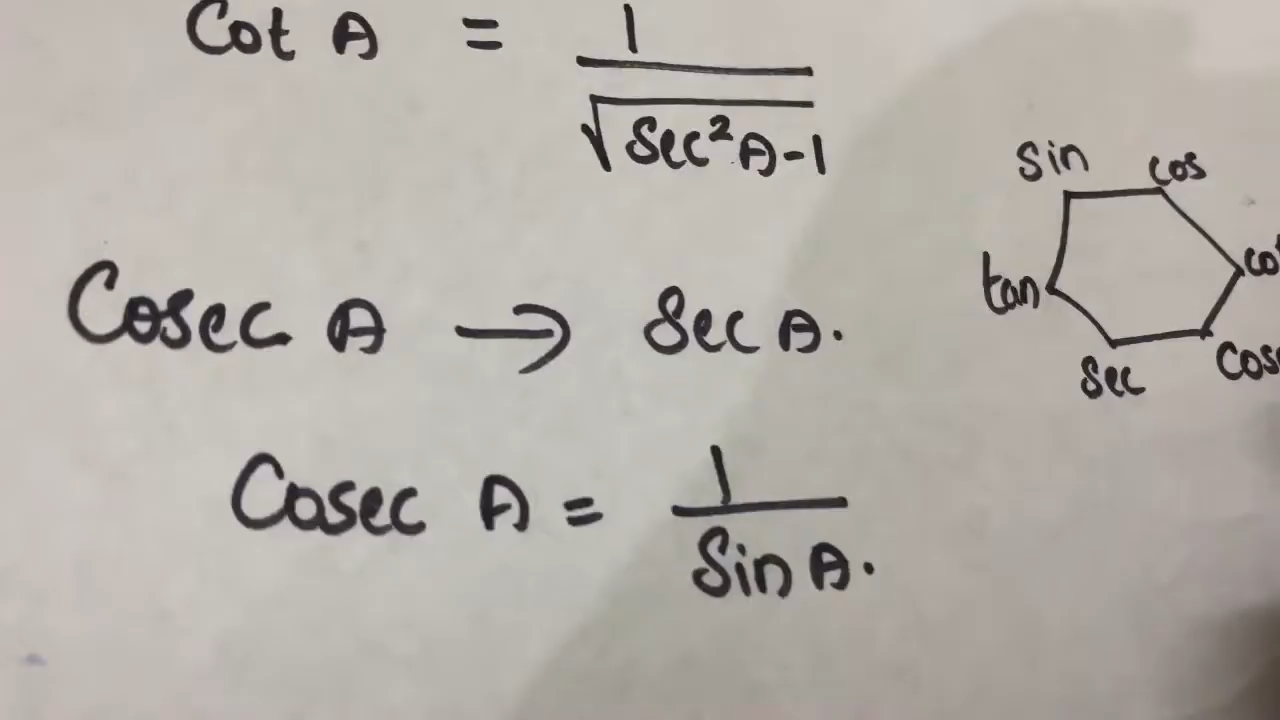 Cot A = 1
√Sec²A-1
Sin cos
Cosec A → Sec A.
tan
Sec
Cosec A = 1
Sin A.